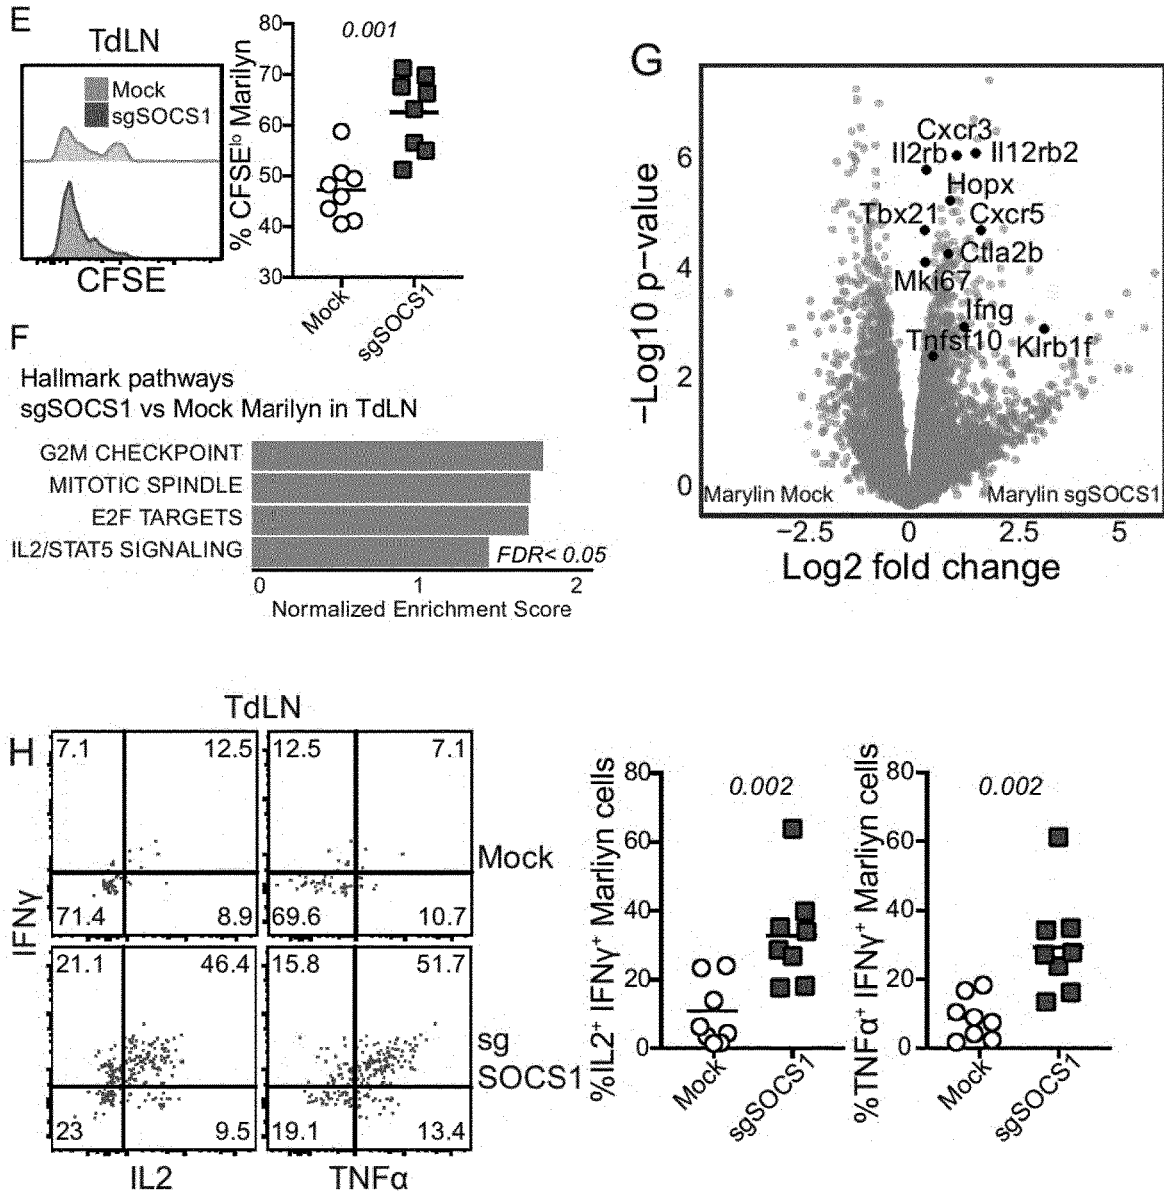 E
TdLN
Mock
sgSOCS1
CFSE
% CFSEˡᵒ Marilyn
80
70
60
50
40
30
0.001
Mock
sgSOCS1
F
Hallmark pathways
sgSOCS1 vs Mock Marilyn in TdLN
G2M CHECKPOINT
MITOTIC SPINDLE
E2F TARGETS
IL2/STAT5 SIGNALING
FDR< 0.05
0 1 2
Normalized Enrichment Score
G
−Log10 p−value
6
4
2
0
Cxcr3
Il2rb
Il12rb2
Hopx
Tbx21
Cxcr5
Ctla2b
Mki67
Ifng
Tnfsf10
Klrb1f
Marylin Mock
Marylin sgSOCS1
−2.5 0 2.5 5
Log2 fold change
H
TdLN
IFNγ
7.1 12.5
71.4 8.9
12.5 7.1
69.6 10.7
Mock
21.1 46.4
23 9.5
15.8 51.7
19.1 13.4
sg
SOCS1
IL2
TNFα
%IL2⁺ IFNγ⁺ Marliyn cells
80
60
40
20
0
0.002
Mock
sgSOCS1
%TNFα⁺ IFNγ⁺ Marliyn cells
80
60
40
20
0
0.002
Mock
sgSOCS1